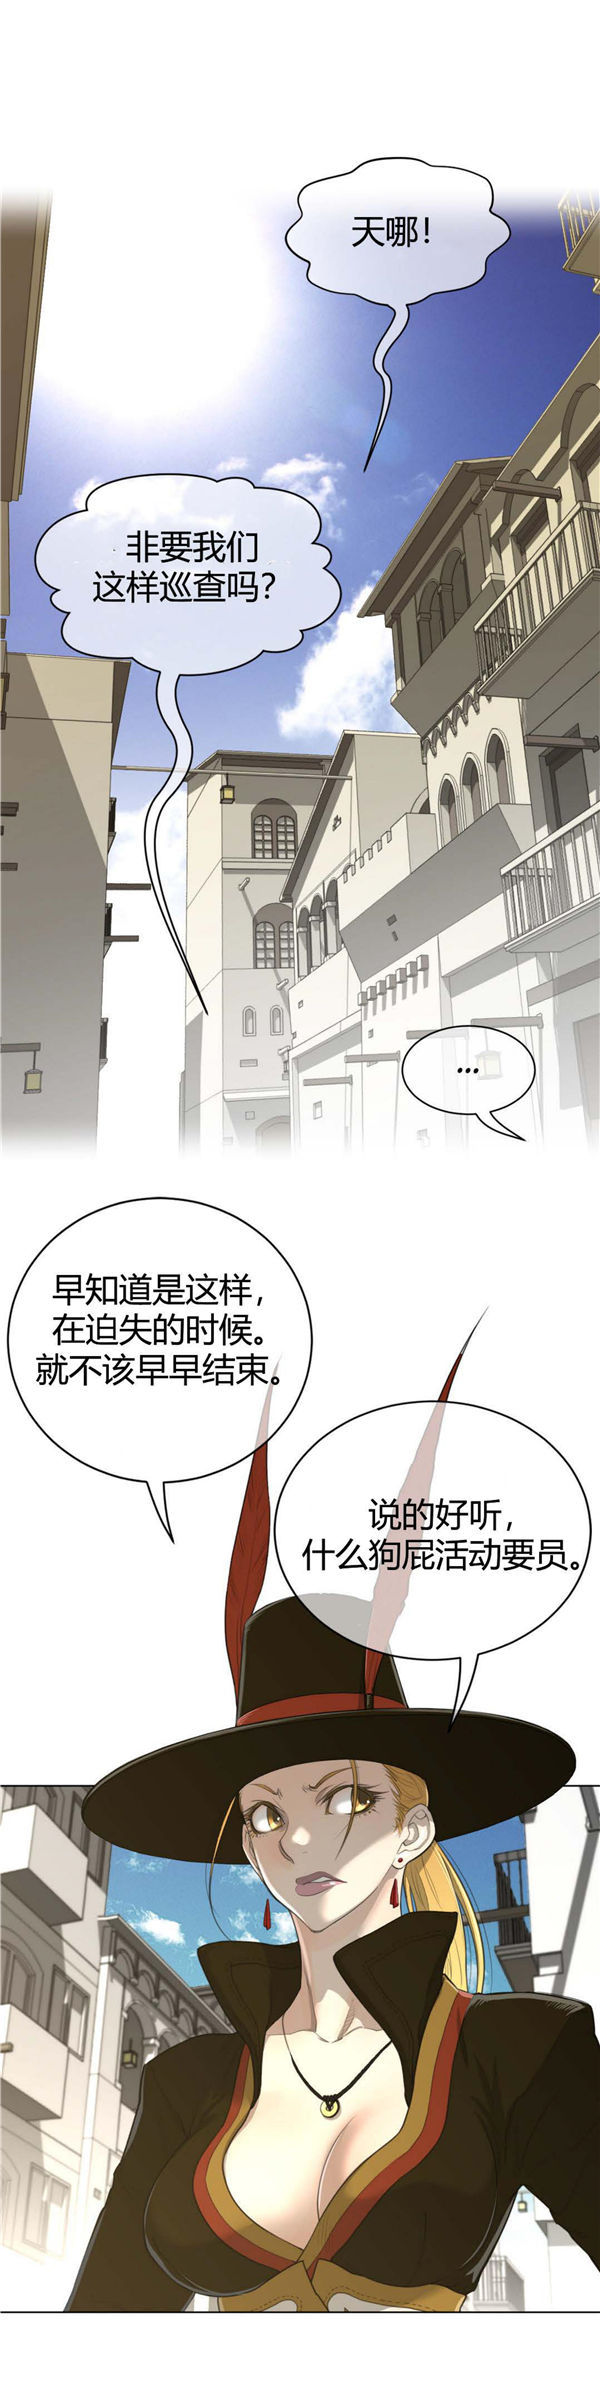 天哪！
非要我们
这样巡查吗？
...
早知道是这样，
在迫失的时候。
就不该早早结束。
说的好听，
什么狗屁活动要员。